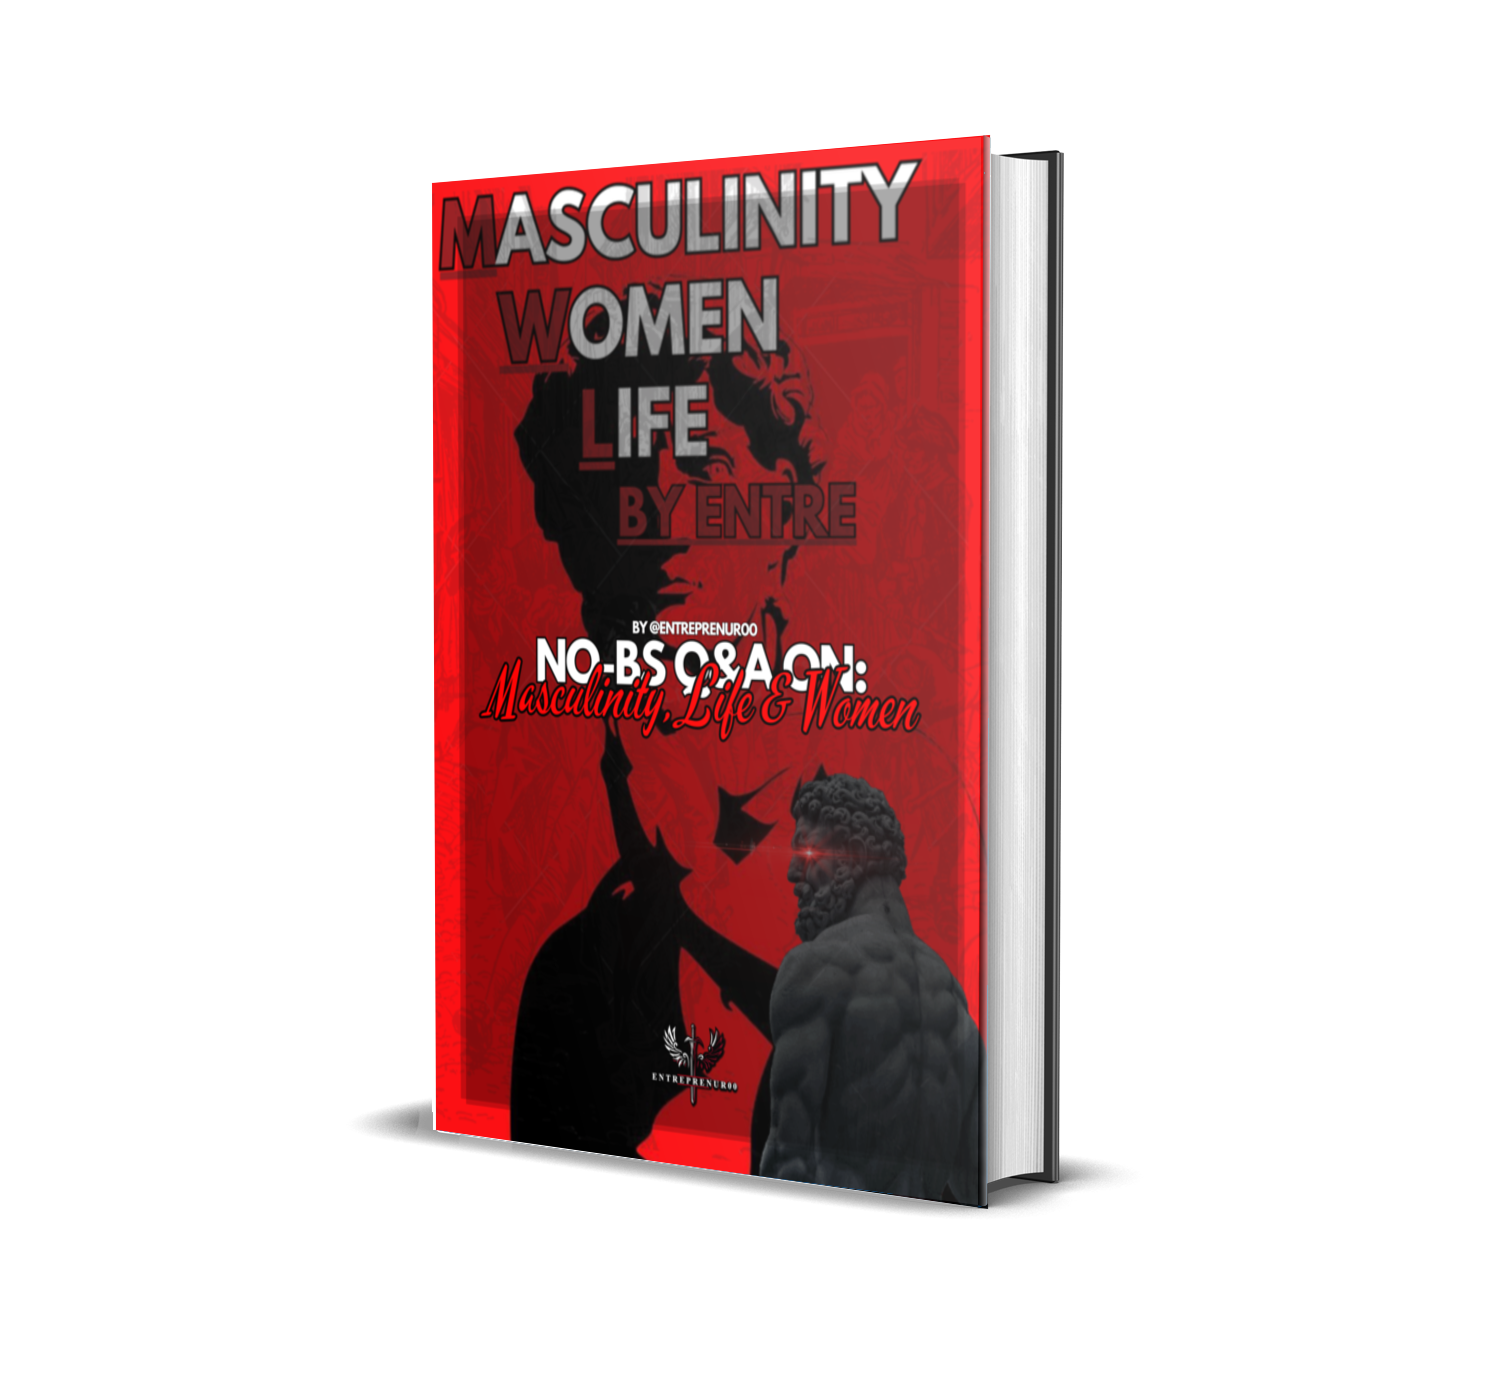 MASCULINITY
WOMEN
LIFE
BY ENTRE
BY @ENTREPRENUR00
NO-BS Q&A ON:
Masculinity, Life & Women
ENTREPRENUR00